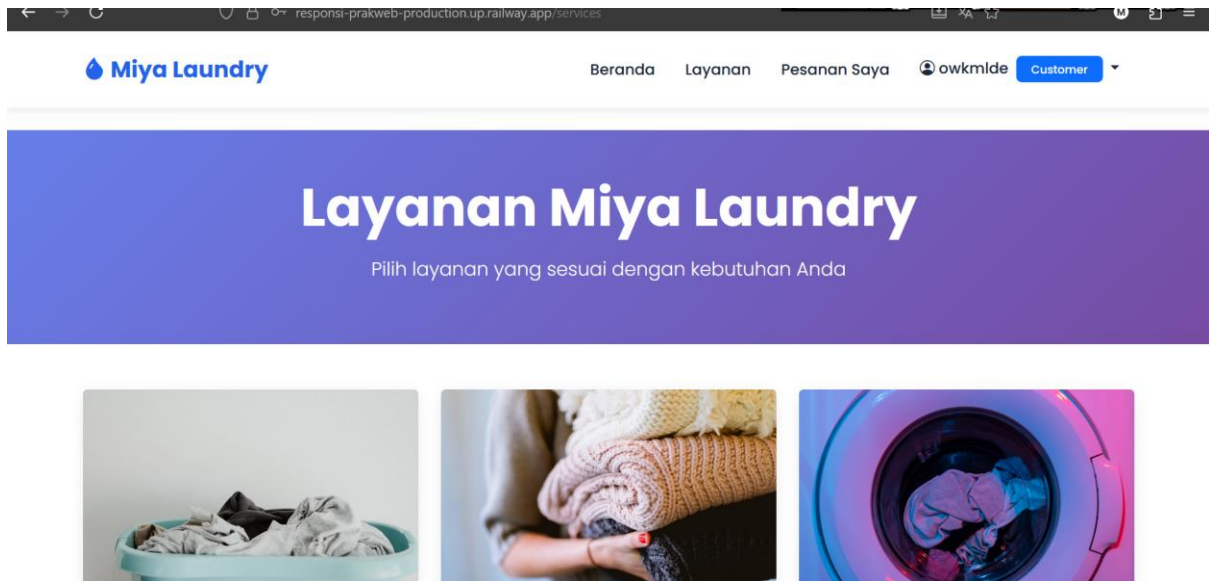 responsi-prakweb-production.up.railway.app/services
M
Miya Laundry
Beranda Layanan Pesanan Saya owkmlde Customer
Layanan Miya Laundry
Pilih layanan yang sesuai dengan kebutuhan Anda